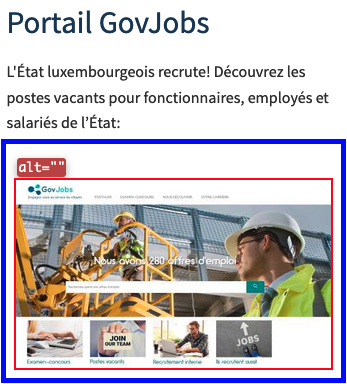 Portail GovJobs
L'État luxembourgeois recrute! Découvrez les
postes vacants pour fonctionnaires, employés et
salariés de l’État:
alt=""
GovJobs
POSTULER EXAMEN-CONCOURS NOUS DÉCOUVRIR VOTRE CARRIÈRE
Nous avons 280 offres d'emploi
JOIN
OUR TEAM
JOBS
Examen-concours Postes vacants Recrutement interne Ils recrutent aussi